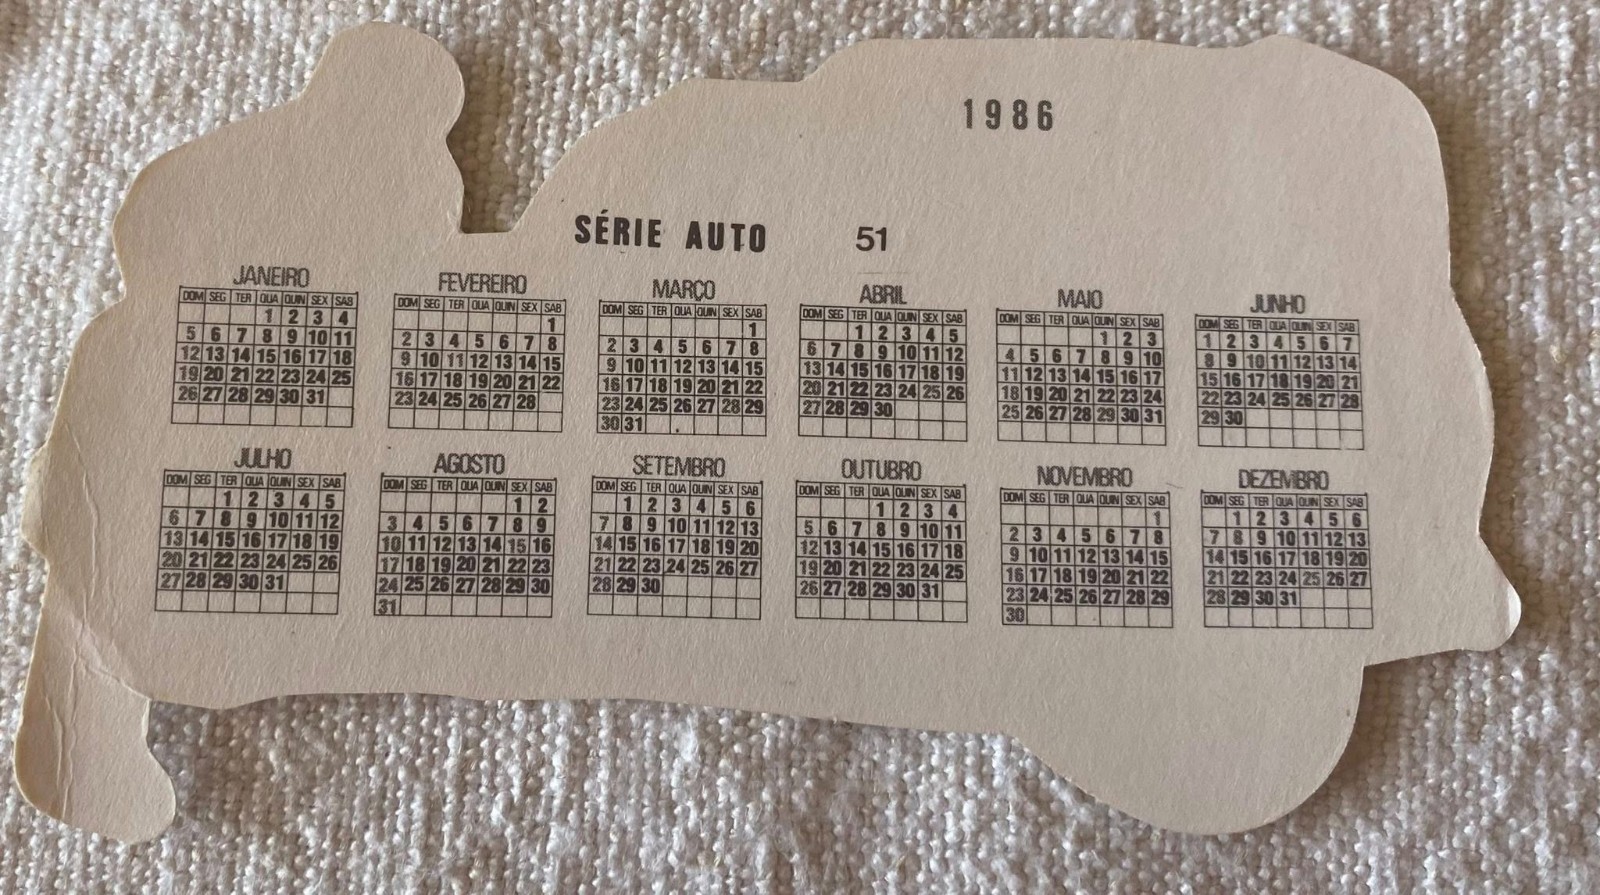 1986
SÉRIE AUTO 51
JANEIRO
DOM SEG TER QUA QUIN SEX SAB
1 2 3 4
5 6 7 8 9 10 11
12 13 14 15 16 17 18
19 20 21 22 23 24 25
26 27 28 29 30 31
FEVEREIRO
DOM SEG TER QUA QUIN SEX SAB
1
2 3 4 5 6 7 8
9 10 11 12 13 14 15
16 17 18 19 20 21 22
23 24 25 26 27 28
MARÇO
DOM SEG TER QUA QUIN SEX SAB
1
2 3 4 5 6 7 8
9 10 11 12 13 14 15
16 17 18 19 20 21 22
23 24 25 26 27 28 29
30 31
ABRIL
DOM SEG TER QUA QUIN SEX SAB
1 2 3 4 5
6 7 8 9 10 11 12
13 14 15 16 17 18 19
20 21 22 23 24 25 26
27 28 29 30
MAIO
DOM SEG TER QUA QUIN SEX SAB
1 2 3
4 5 6 7 8 9 10
11 12 13 14 15 16 17
18 19 20 21 22 23 24
25 26 27 28 29 30 31
JUNHO
DOM SEG TER QUA QUIN SEX SAB
1 2 3 4 5 6 7
8 9 10 11 12 13 14
15 16 17 18 19 20 21
22 23 24 25 26 27 28
29 30
JULHO
DOM SEG TER QUA QUIN SEX SAB
1 2 3 4 5
6 7 8 9 10 11 12
13 14 15 16 17 18 19
20 21 22 23 24 25 26
27 28 29 30 31
AGOSTO
DOM SEG TER QUA QUIN SEX SAB
1 2
3 4 5 6 7 8 9
10 11 12 13 14 15 16
17 18 19 20 21 22 23
24 25 26 27 28 29 30
31
SETEMBRO
DOM SEG TER QUA QUIN SEX SAB
1 2 3 4 5 6
7 8 9 10 11 12 13
14 15 16 17 18 19 20
21 22 23 24 25 26 27
28 29 30
OUTUBRO
DOM SEG TER QUA QUIN SEX SAB
1 2 3 4
5 6 7 8 9 10 11
12 13 14 15 16 17 18
19 20 21 22 23 24 25
26 27 28 29 30 31
NOVEMBRO
DOM SEG TER QUA QUIN SEX SAB
1
2 3 4 5 6 7 8
9 10 11 12 13 14 15
16 17 18 19 20 21 22
23 24 25 26 27 28 29
30
DEZEMBRO
DOM SEG TER QUA QUIN SEX SAB
1 2 3 4 5 6
7 8 9 10 11 12 13
14 15 16 17 18 19 20
21 22 23 24 25 26 27
28 29 30 31